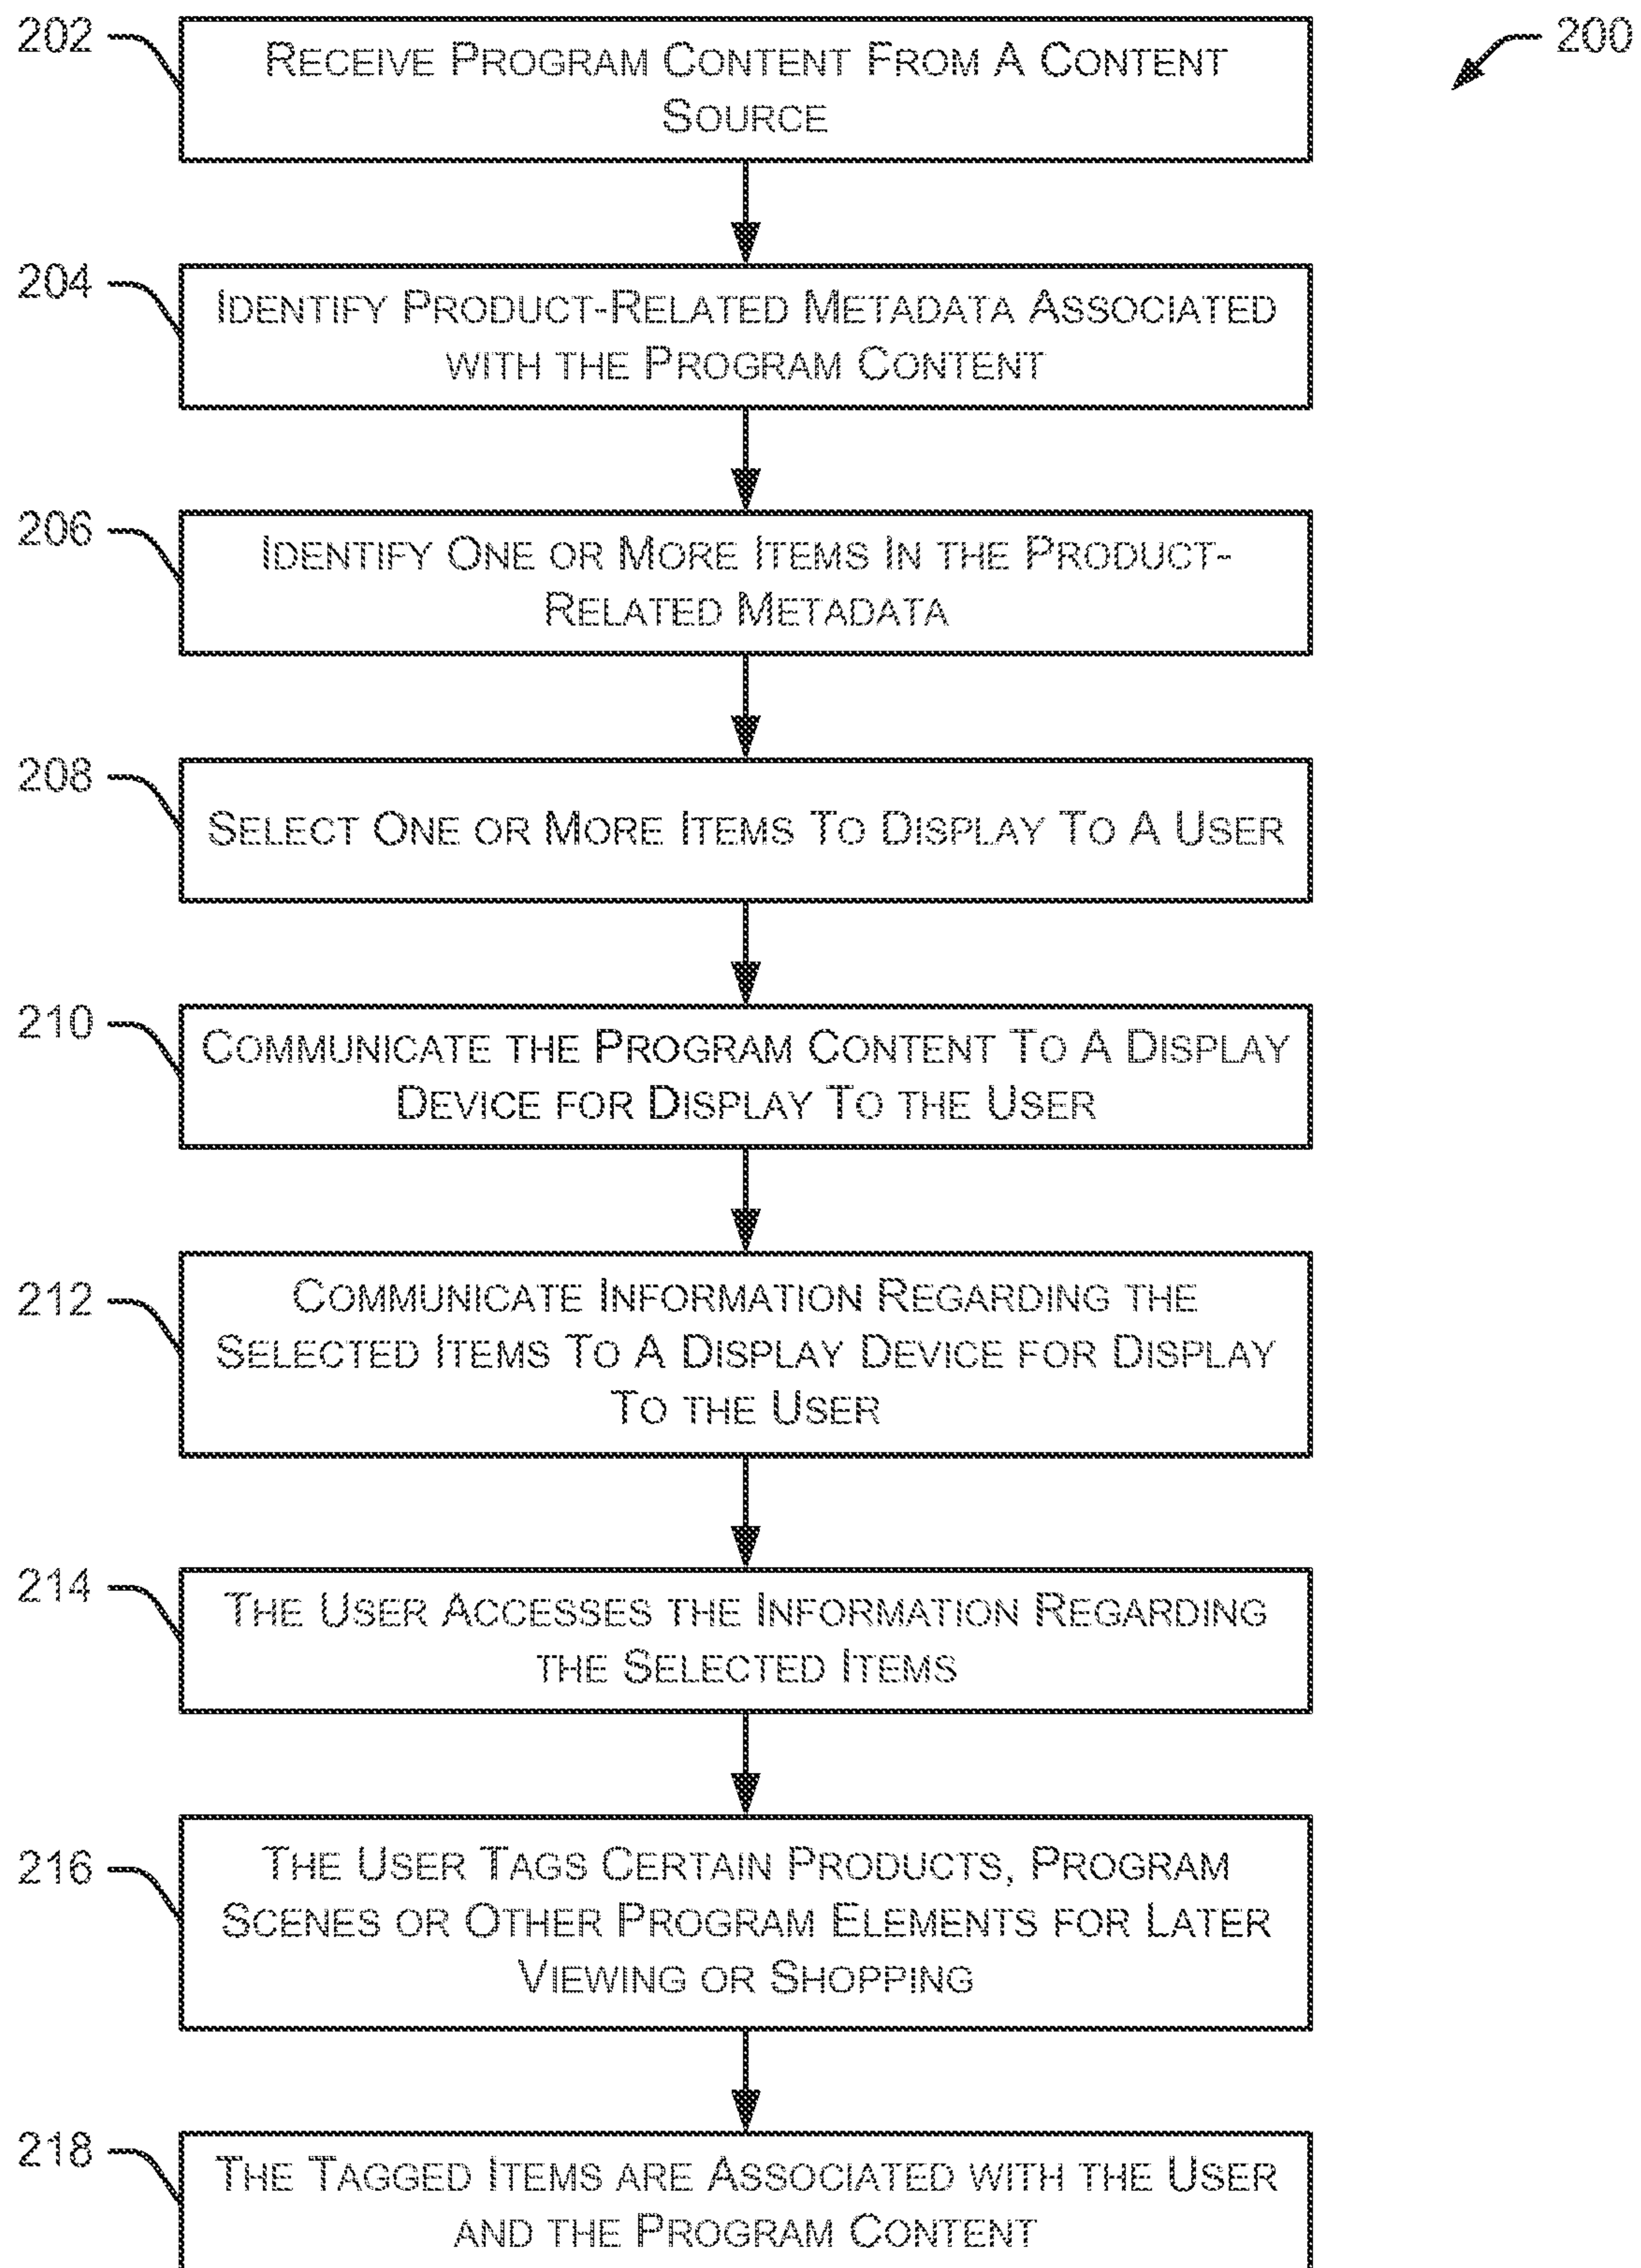 202
200
RECEIVE PROGRAM CONTENT FROM A CONTENT
SOURCE
204
IDENTIFY PRODUCT-RELATED METADATA ASSOCIATED
WITH THE PROGRAM CONTENT
206
IDENTIFY ONE OR MORE ITEMS IN THE PRODUCT-
RELATED METADATA
208
SELECT ONE OR MORE ITEMS TO DISPLAY TO A USER
210
COMMUNICATE THE PROGRAM CONTENT TO A DISPLAY
DEVICE FOR DISPLAY TO THE USER
212
COMMUNICATE INFORMATION REGARDING THE
SELECTED ITEMS TO A DISPLAY DEVICE FOR DISPLAY
TO THE USER
214
THE USER ACCESSES THE INFORMATION REGARDING
THE SELECTED ITEMS
216
THE USER TAGS CERTAIN PRODUCTS, PROGRAM
SCENES OR OTHER PROGRAM ELEMENTS FOR LATER
VIEWING OR SHOPPING
218
THE TAGGED ITEMS ARE ASSOCIATED WITH THE USER
AND THE PROGRAM CONTENT